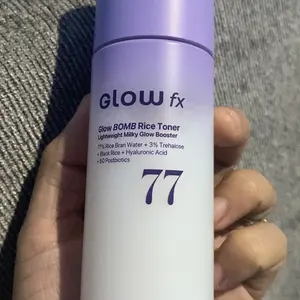 Glow fx
Glow BOMB Rice Toner
Lightweight Milky Glow Booster
77% Rice Bran Water + 3% Trehalose
+ Black Rice + Hyaluronic Acid
+ 60 Postbiotics
77